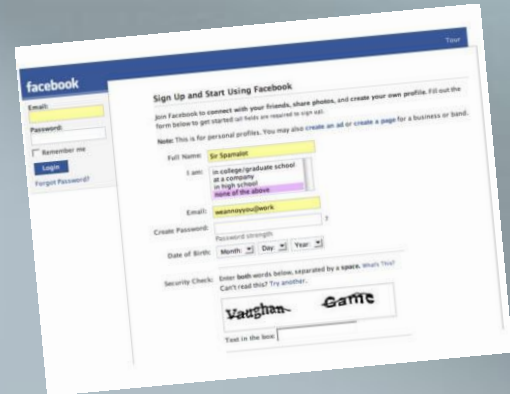 Tour
facebook
Email:
Password:
Remember me
Login
Forgot Password?
Sign Up and Start Using Facebook
Join Facebook to connect with your friends, share photos, and create your own profile. Fill out the
form below to get started (all fields are required to sign up).
Note: This is for personal profiles. You may also create an ad or create a page for a business or band.
Full Name: Sir Spamalot
I am: in college/graduate school
at a company
in high school
none of the above
Email: weannoyyou@work
Create Password: ?
Password strength
Date of Birth: Month: Day: Year:
Security Check: Enter both words below, separated by a space. What's This?
Can't read this? Try another.
Vaughan Game
Text in the box: